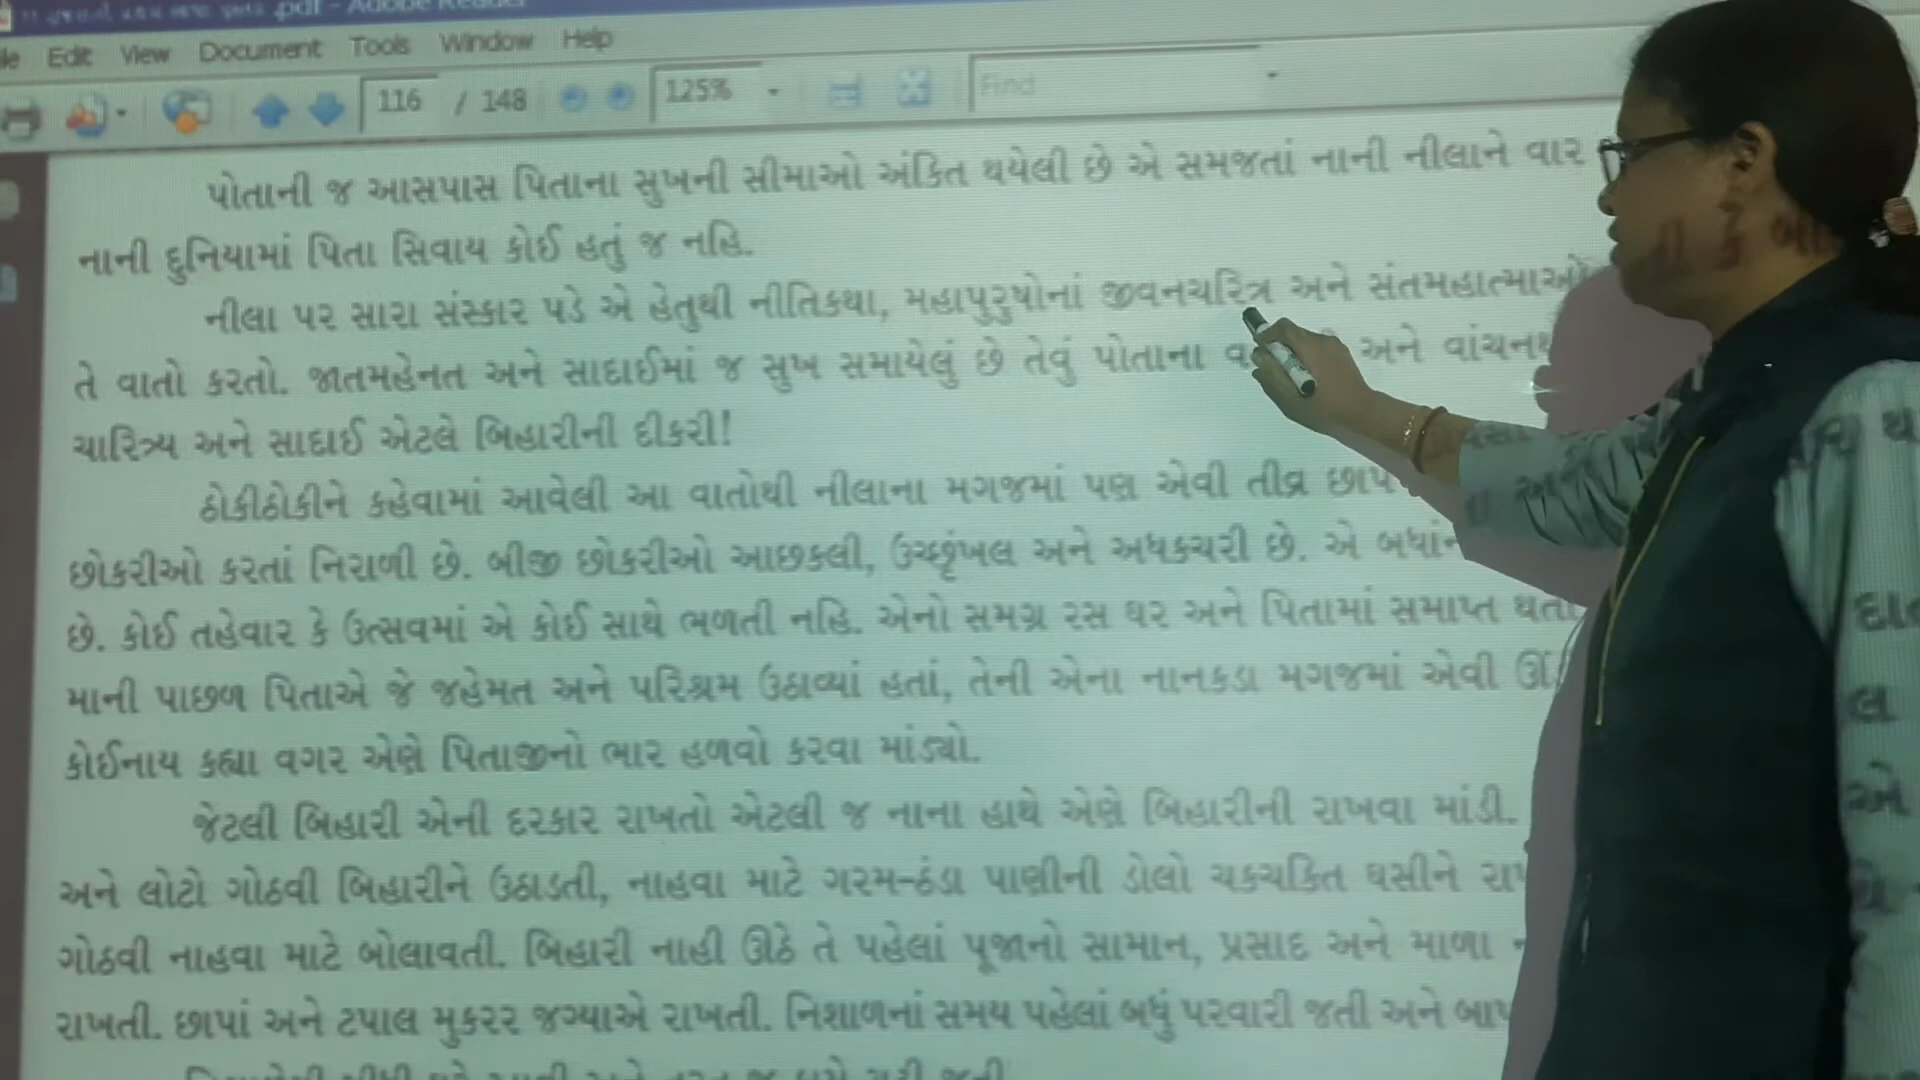 .pdf - Adobe Reader
Edit View Document Tools Window Help
116 / 148 125% Find
પોતાની જ આસપાસ પિતાના સુખની સીમાઓ અંકિત થયેલી છે એ સમજતાં નાની નીલાને વાર
નાની દુનિયામાં પિતા સિવાય કોઈ હતું જ નહિ.
નીલા પર સારા સંસ્કાર પડે એ હેતુથી નીતિકથા, મહાપુરુષોનાં જીવનચરિત્ર અને સંતમહાત્માઓ
તે વાતો કરતો. જાતમહેનત અને સાદાઈમાં જ સુખ સમાયેલું છે તેવું પોતાના અને
ચારિત્ર્ય અને સાદાઈ એટલે બિહારીની દીકરી!
ઠોકીઠોકીને કહેવામાં આવેલી આ વાતોથી નીલાના મગજમાં પણ એવી તીવ્ર છાપ
છોકરીઓ કરતાં નિરાળી છે. બીજી છોકરીઓ આછકલી, ઉચ્છૃંખલ અને અધકચરી છે. એ
છે. કોઈ તહેવાર કે ઉત્સવમાં એ કોઈ સાથે ભળતી નહિ. એનો સમગ્ર રસ ઘર અને પિતામાં સમાપ્ત
માની પાછળ પિતાએ જે જહેમત અને પરિશ્રમ ઉઠાવ્યાં હતાં, તેની એના નાનકડા મગજમાં એવી
કોઈનાય કહ્યા વગર એણે પિતાજીનો ભાર હળવો કરવા માંડ્યો.
જેટલી બિહારી એની દરકાર રાખતો એટલી જ નાના હાથે એણે બિહારીની રાખવા માંડી.
અને લોટો ગોઠવી બિહારીને ઉઠાડતી, નાહવા માટે ગરમ-ઠંડા પાણીની ડોલો ચકચકિત ઘસીને
ગોઠવી નાહવા માટે બોલાવતી. બિહારી નાહી ઊઠે તે પહેલાં પૂજાનો સામાન, પ્રસાદ અને માળા
રાખતી. છાપાં અને ટપાલ મુકરર જગ્યાએ રાખતી. નિશાળનાં સમય પહેલાં બધું પરવારી જતી અને